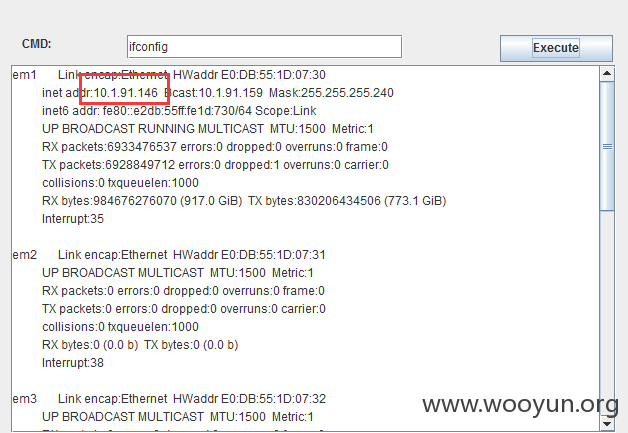 CMD: ifconfig Execute
em1 Link encap:Ethernet HWaddr E0:DB:55:1D:07:30
inet addr:10.1.91.146 Bcast:10.1.91.159 Mask:255.255.255.240
inet6 addr: fe80::e2db:55ff:fe1d:730/64 Scope:Link
UP BROADCAST RUNNING MULTICAST MTU:1500 Metric:1
RX packets:6933476537 errors:0 dropped:0 overruns:0 frame:0
TX packets:6928849712 errors:0 dropped:1 overruns:0 carrier:0
collisions:0 txqueuelen:1000
RX bytes:984676276070 (917.0 GiB) TX bytes:830206434506 (773.1 GiB)
Interrupt:35
em2 Link encap:Ethernet HWaddr E0:DB:55:1D:07:31
UP BROADCAST MULTICAST MTU:1500 Metric:1
RX packets:0 errors:0 dropped:0 overruns:0 frame:0
TX packets:0 errors:0 dropped:0 overruns:0 carrier:0
collisions:0 txqueuelen:1000
RX bytes:0 (0.0 b) TX bytes:0 (0.0 b)
Interrupt:38
em3 Link encap:Ethernet HWaddr E0:DB:55:1D:07:32
UP BROADCAST MULTICAST MTU:1500 Metric:1
www.wooyun.org